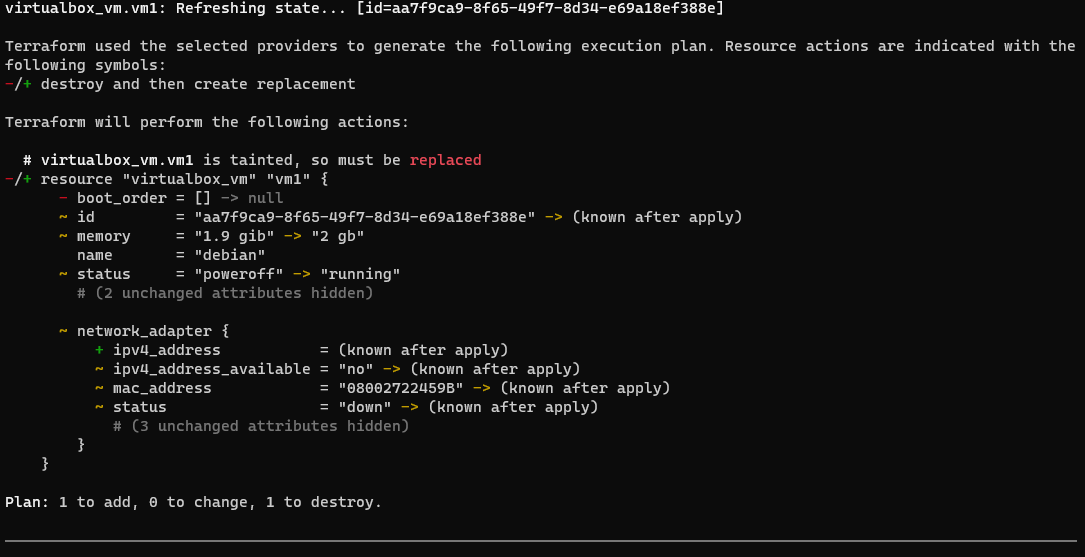 virtualbox_vm.vm1: Refreshing state... [id=aa7f9ca9-8f65-49f7-8d34-e69a18ef388e]
Terraform used the selected providers to generate the following execution plan. Resource actions are indicated with the
following symbols:
-/+ destroy and then create replacement
Terraform will perform the following actions:
  # virtualbox_vm.vm1 is tainted, so must be replaced
-/+ resource "virtualbox_vm" "vm1" {
      - boot_order = [] -> null
      ~ id         = "aa7f9ca9-8f65-49f7-8d34-e69a18ef388e" -> (known after apply)
      ~ memory     = "1.9 gib" -> "2 gb"
        name       = "debian"
      ~ status     = "poweroff" -> "running"
        # (2 unchanged attributes hidden)
      ~ network_adapter {
          + ipv4_address           = (known after apply)
          ~ ipv4_address_available = "no" -> (known after apply)
          ~ mac_address            = "08002722459B" -> (known after apply)
          ~ status                 = "down" -> (known after apply)
            # (3 unchanged attributes hidden)
        }
    }
Plan: 1 to add, 0 to change, 1 to destroy.